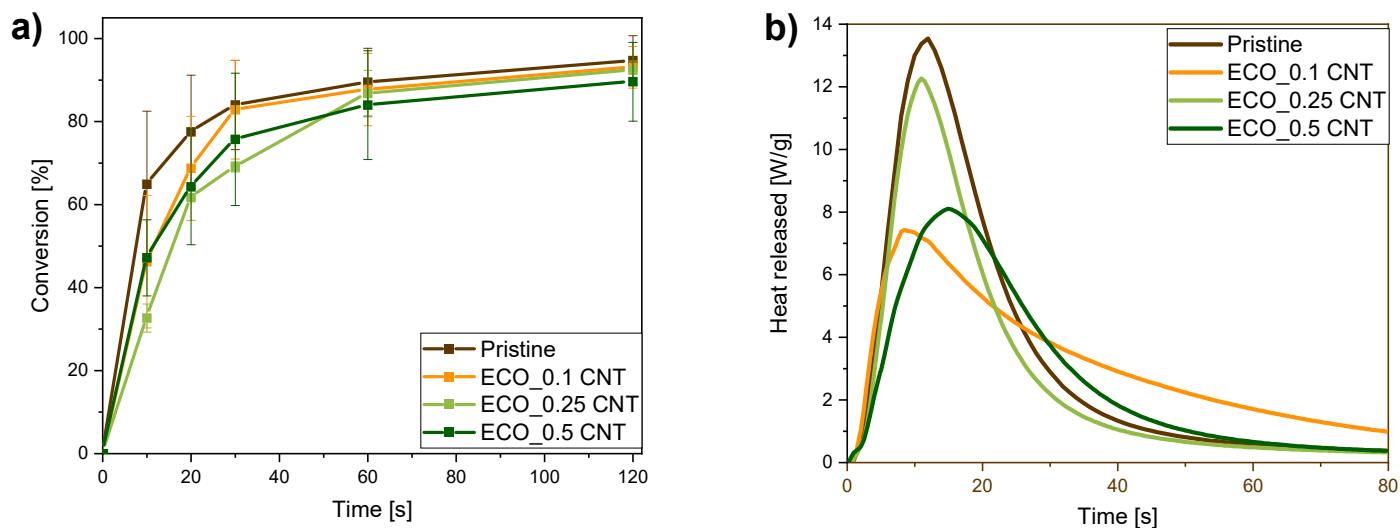 a)
100
80
60
40
20
0
Conversion [%]
0 20 40 60 80 100 120
Time [s]
Pristine
ECO_0.1 CNT
ECO_0.25 CNT
ECO_0.5 CNT
b)
14
12
10
8
6
4
2
0
Heat released [W/g]
0 20 40 60 80
Time [s]
Pristine
ECO_0.1 CNT
ECO_0.25 CNT
ECO_0.5 CNT